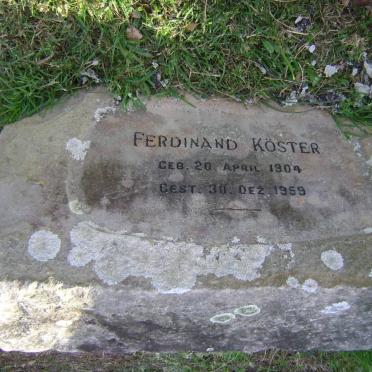 FERDINAND KÖSTER
GEB. 20. APRIL 1904
GEST. 30. DEZ. 1959